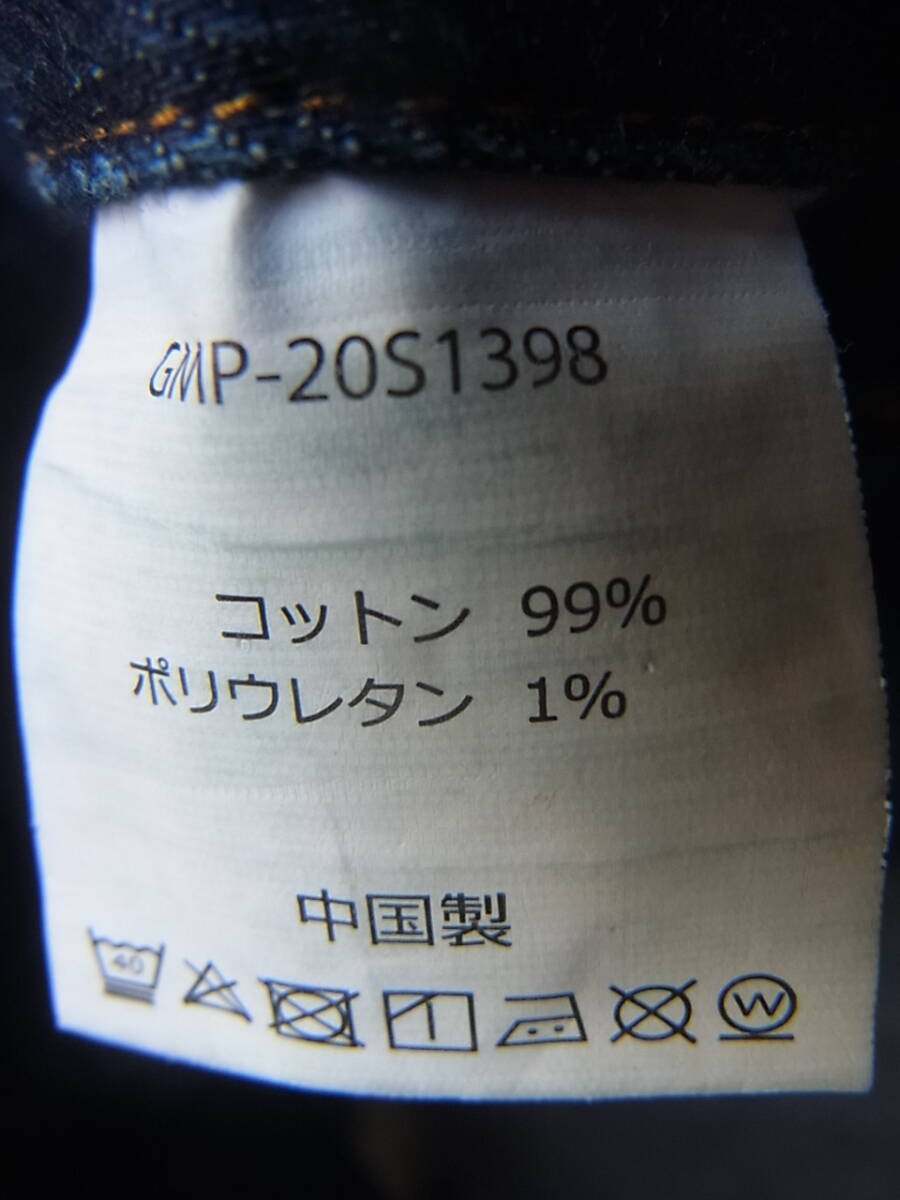 GMP-20S1398
コットン 99%
ポリウレタン 1%
中国製
40
W